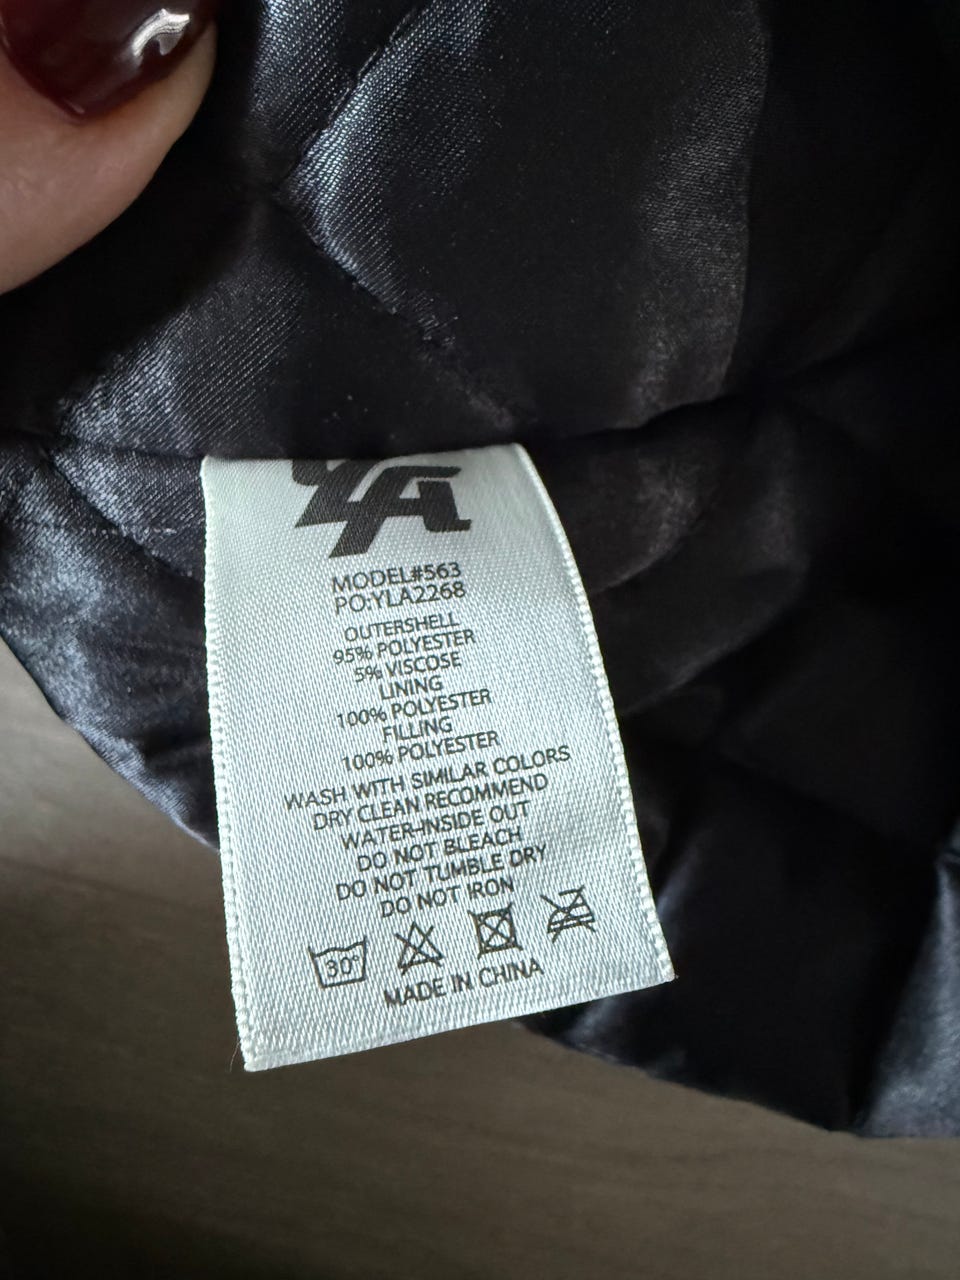 YLA
MODEL#563
PO:YLA2268
OUTERSHELL
95% POLYESTER
5% VISCOSE
LINING
100% POLYESTER
FILLING
100% POLYESTER
WASH WITH SIMILAR COLORS
DRY CLEAN RECOMMEND
WATER-INSIDE OUT
DO NOT BLEACH
DO NOT TUMBLE DRY
DO NOT IRON
30°
MADE IN CHINA